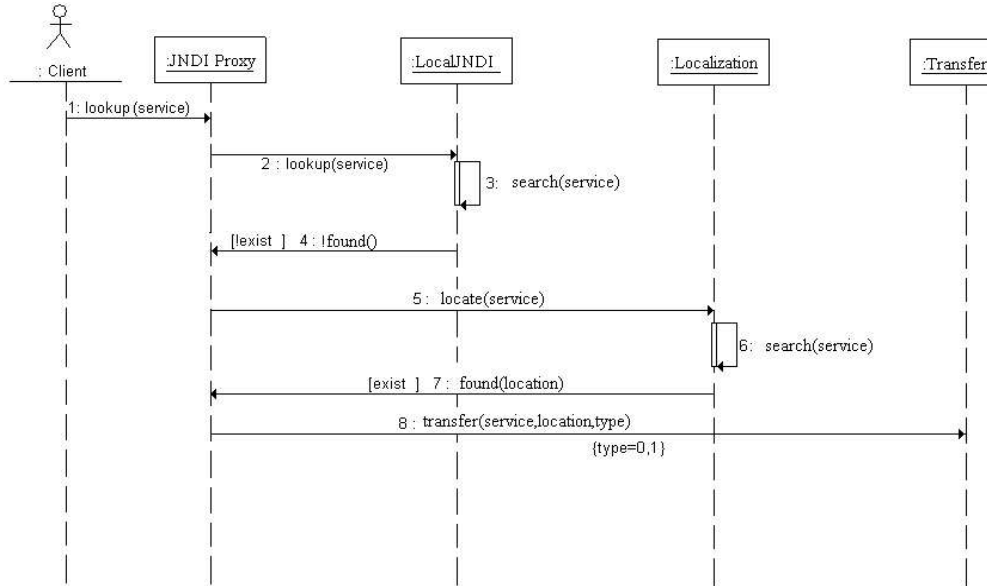 : Client
:JNDI Proxy
:LocalJNDI
:Localization
:Transfer
1: lookup(service)
2 : lookup(service)
3: search(service)
[!exist ] 4 : !found()
5 : locate(service)
6 : search(service)
[exist ] 7 : found(location)
8 : transfer(service,location,type)
{type=0,1}